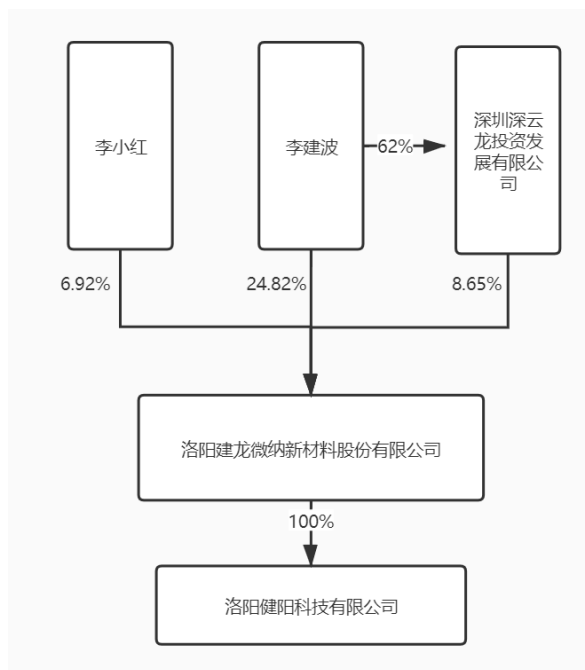 李小红
李建波
62%
深圳深云
龙投资发
展有限公
司
6.92%
24.82%
8.65%
洛阳建龙微纳新材料股份有限公司
100%
洛阳健阳科技有限公司